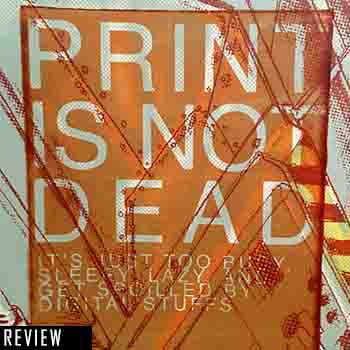 PRINT
IS NOT
DEAD
IT'S JUST TOO BUSY
SLEEPY, LAZY, AND
GET SPOILED BY
DIGITAL STUFFS
REVIEW